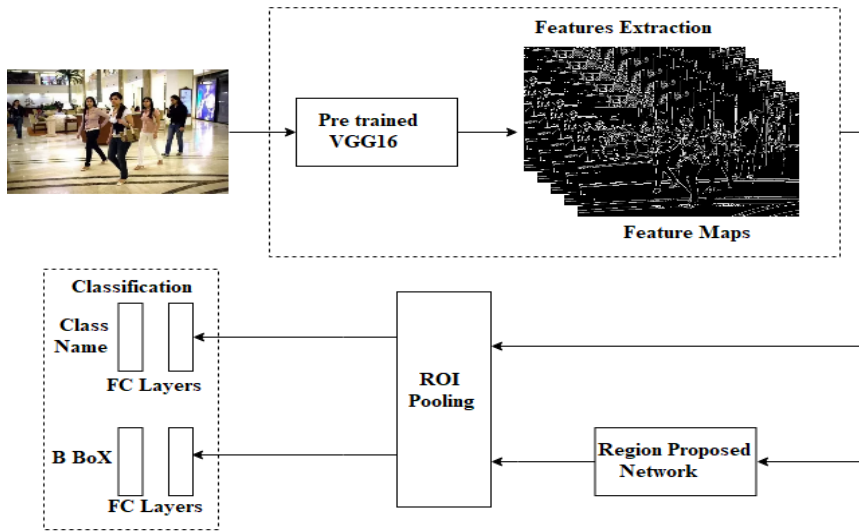 Features Extraction
Pre trained
VGG16
Feature Maps
Classification
Class
Name
FC Layers
B BoX
FC Layers
ROI
Pooling
Region Proposed
Network